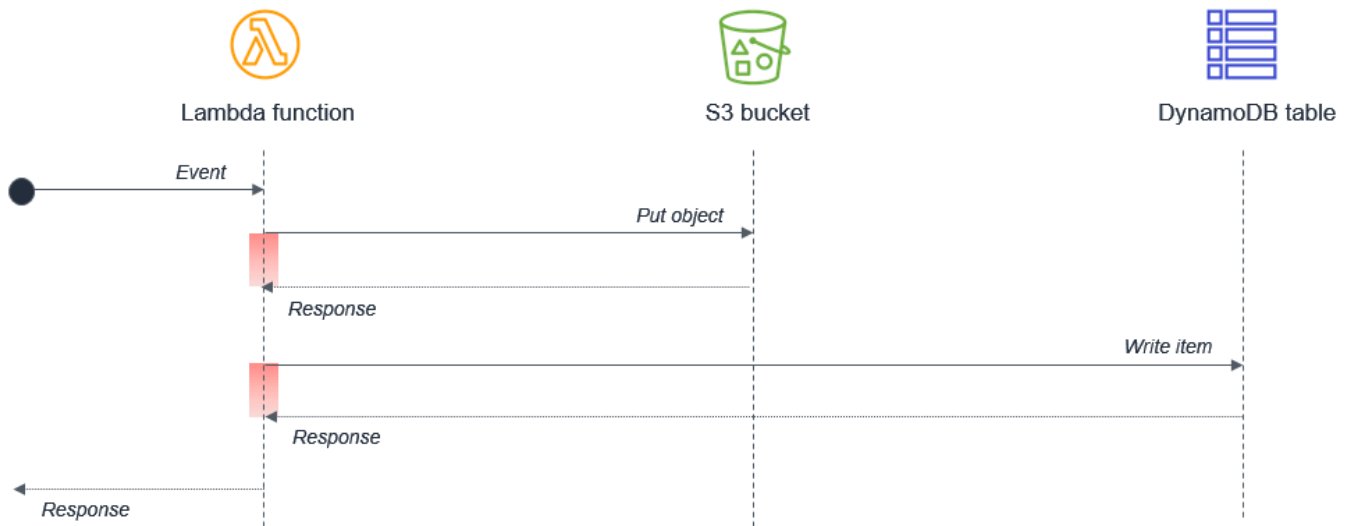 Lambda function
S3 bucket
DynamoDB table
Event
Put object
Response
Write item
Response
Response